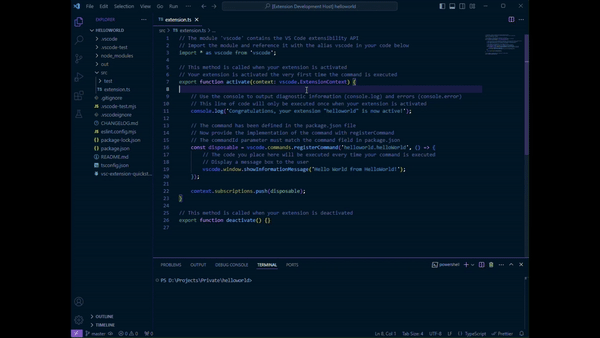 File Edit Selection View Go Run ···
[Extension Development Host] helloworld
EXPLORER ···
HELLOWORLD
> .vscode
> .vscode-test
> node_modules
> out
src
> test
extension.ts
.gitignore
.vscode-test.mjs
.vscodeignore
CHANGELOG.md
eslint.config.mjs
package-lock.json
package.json
README.md
tsconfig.json
vsc-extension-quickst...
> OUTLINE
> TIMELINE
extension.ts ×
src > extension.ts > ...
1 // The module 'vscode' contains the VS Code extensibility API
2 // Import the module and reference it with the alias vscode in your code below
3 import * as vscode from 'vscode';
4
5 // This method is called when your extension is activated
6 // Your extension is activated the very first time the command is executed
7 export function activate(context: vscode.ExtensionContext) {
8
9 // Use the console to output diagnostic information (console.log) and errors (console.error)
10 // This line of code will only be executed once when your extension is activated
11 console.log('Congratulations, your extension "helloworld" is now active!');
12
13 // The command has been defined in the package.json file
14 // Now provide the implementation of the command with registerCommand
15 // The commandId parameter must match the command field in package.json
16 const disposable = vscode.commands.registerCommand('helloworld.helloWorld', () => {
17 // The code you place here will be executed every time your command is executed
18 // Display a message box to the user
19 vscode.window.showInformationMessage('Hello World from HelloWorld!');
20 });
21
22 context.subscriptions.push(disposable);
23 }
24
25 // This method is called when your extension is deactivated
26 export function deactivate() {}
27
PROBLEMS OUTPUT DEBUG CONSOLE TERMINAL PORTS
powershell
PS D:\Projects\Private\helloworld>
master 0 0 0
Ln 8, Col 1 Tab Size: 4 UTF-8 LF TypeScript Prettier